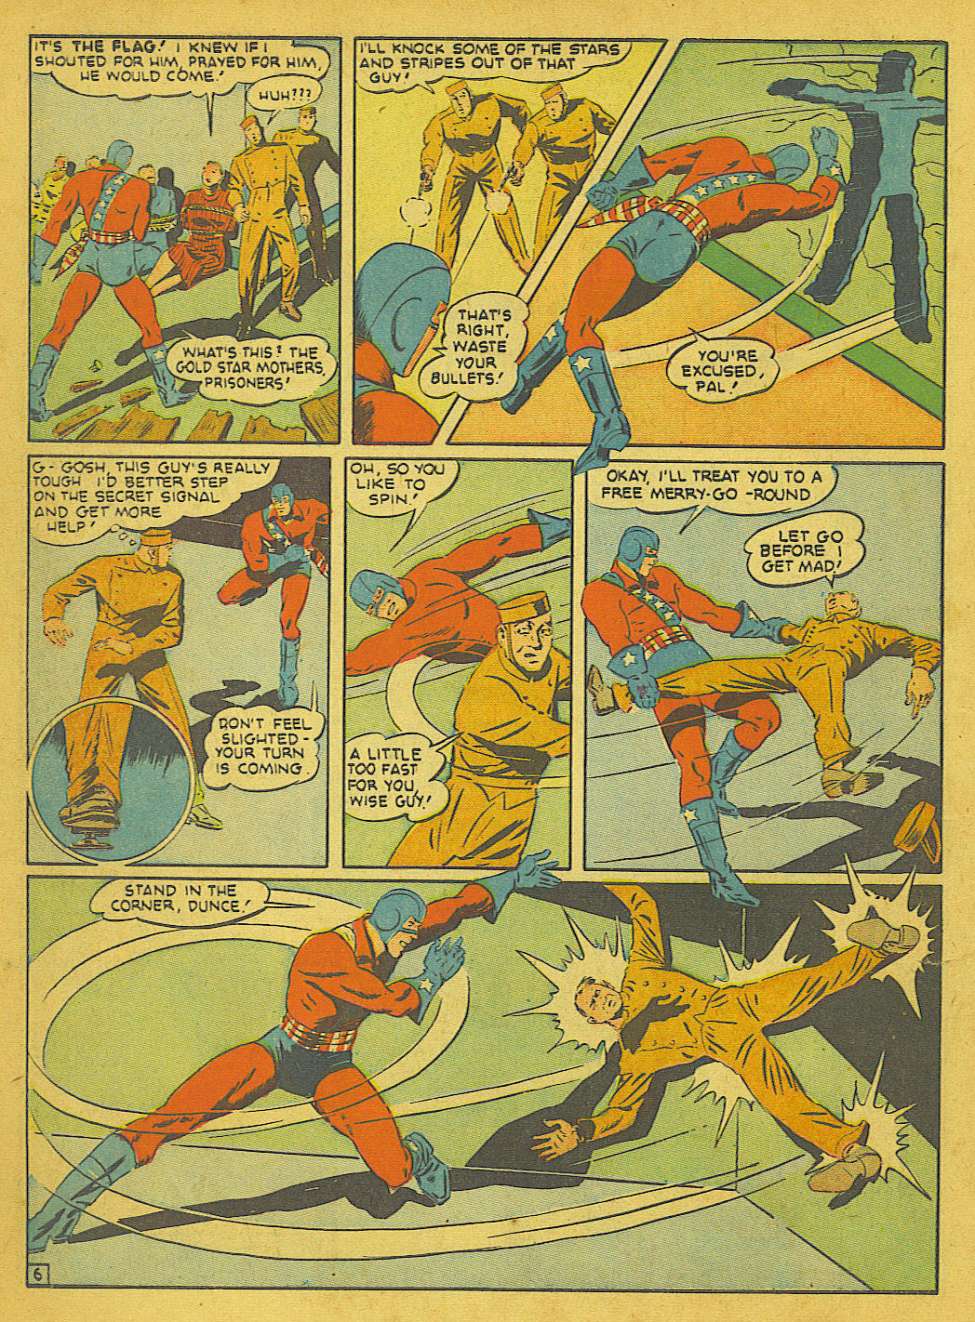 IT'S THE FLAG! I KNEW IF I
SHOUTED FOR HIM, PRAYED FOR HIM,
HE WOULD COME!
HUH???
WHAT'S THIS? THE
GOLD STAR MOTHERS,
PRISONERS!
I'LL KNOCK SOME OF THE STARS
AND STRIPES OUT OF THAT
GUY!
THAT'S
RIGHT,
WASTE
YOUR
BULLETS!
YOU'RE
EXCUSED,
PAL!
G-GOSH, THIS GUY'S REALLY
TOUGH I'D BETTER STEP
ON THE SECRET SIGNAL
AND GET MORE
HELP!
DON'T FEEL
SLIGHTED-
YOUR TURN
IS COMING.
OH, SO YOU
LIKE TO
SPIN!
A LITTLE
TOO FAST
FOR YOU,
WISE GUY!
OKAY, I'LL TREAT YOU TO A
FREE MERRY-GO-ROUND
LET GO
BEFORE I
GET MAD!
STAND IN THE
CORNER, DUNCE!
6